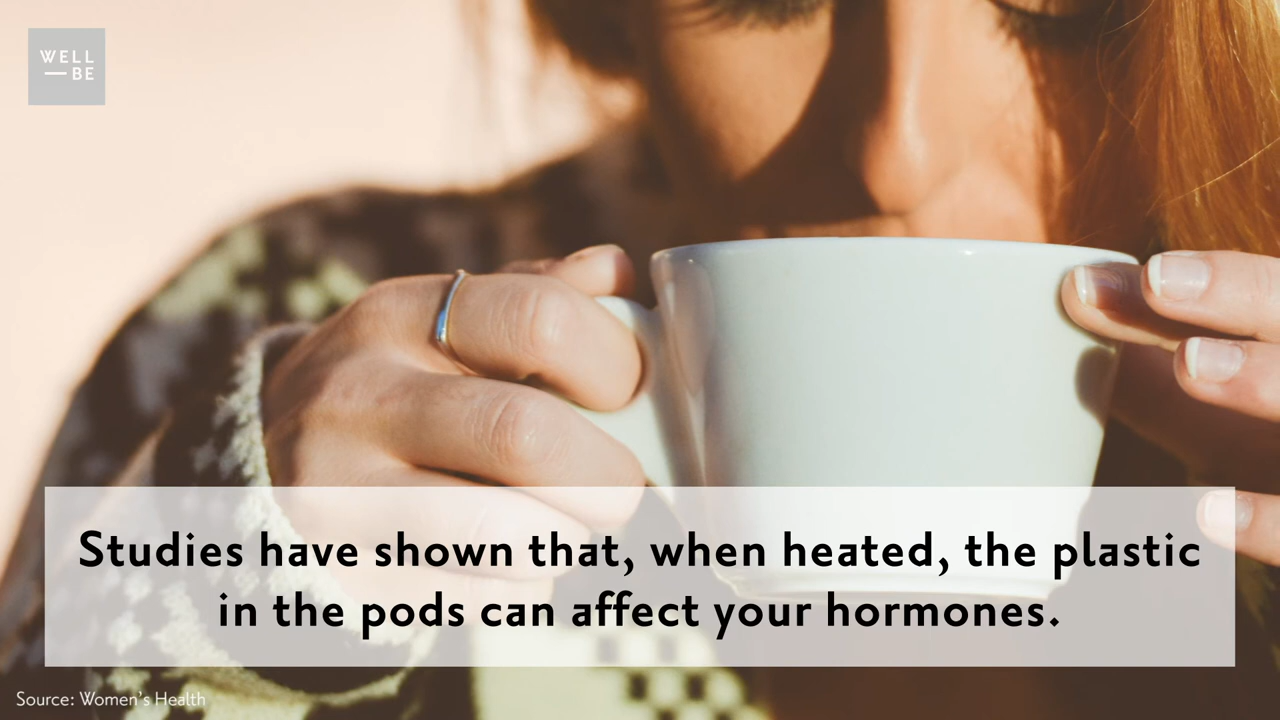 WELL
BE
Studies have shown that, when heated, the plastic
in the pods can affect your hormones.
Source: Women's Health